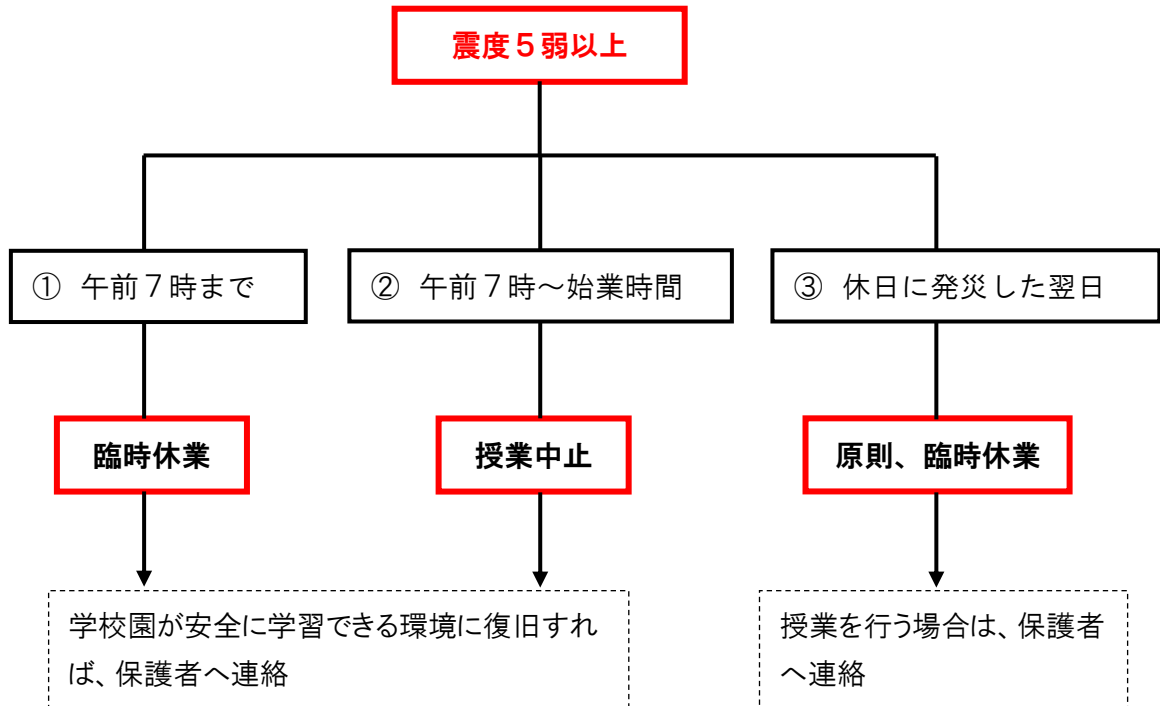 震度５弱以上
① 午前７時まで
② 午前７時～始業時間
③ 休日に発災した翌日
臨時休業
授業中止
原則、臨時休業
学校園が安全に学習できる環境に復旧すれ
ば、保護者へ連絡
授業を行う場合は、保護者
へ連絡